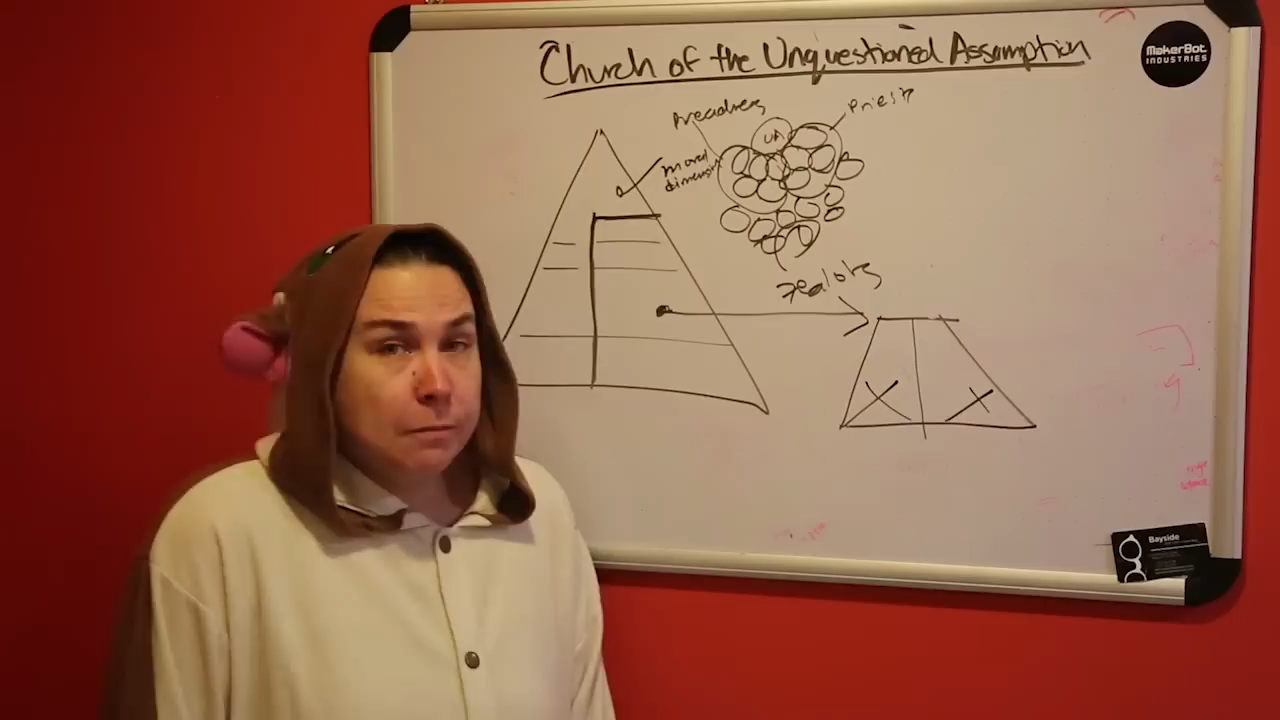 Church of the Unquestioned Assumption
MakerBot
INDUSTRIES
Preachers
UA
Priests
moral
dimension
zealots
Bayside